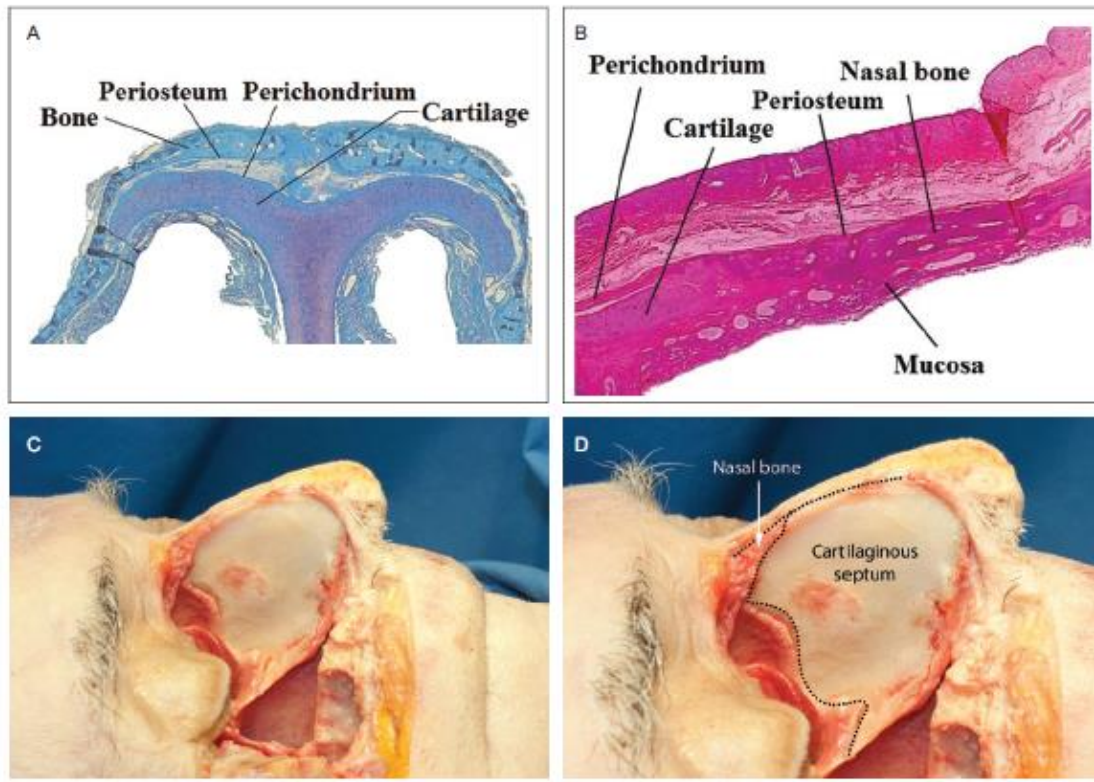 A
Periosteum Perichondrium
Bone Cartilage
B
Perichondrium Nasal bone
Periosteum
Cartilage
Mucosa
C
D
Nasal bone
Cartilaginous
septum